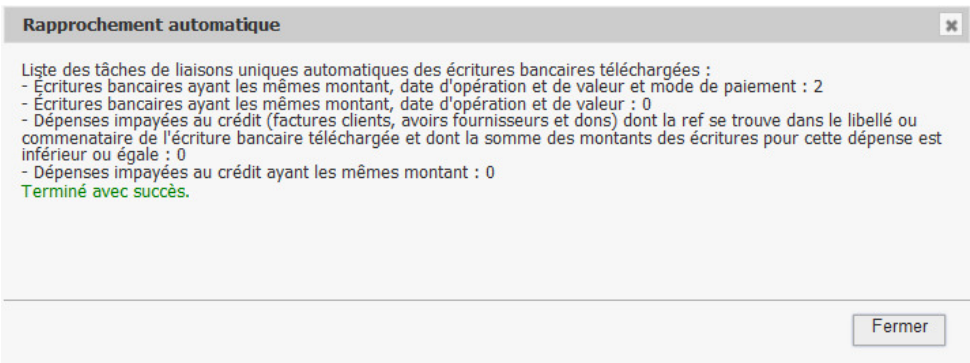 Rapprochement automatique
Liste des tâches de liaisons uniques automatiques des écritures bancaires téléchargées :
- Écritures bancaires ayant les mêmes montant, date d'opération et de valeur et mode de paiement : 2
- Écritures bancaires ayant les mêmes montant, date d'opération et de valeur : 0
- Dépenses impayées au crédit (factures clients, avoirs fournisseurs et dons) dont la ref se trouve dans le libellé ou
commenataire de l'écriture bancaire téléchargée et dont la somme des montants des écritures pour cette dépense est
inférieur ou égale : 0
- Dépenses impayées au crédit ayant les mêmes montant : 0
Terminé avec succès.
Fermer